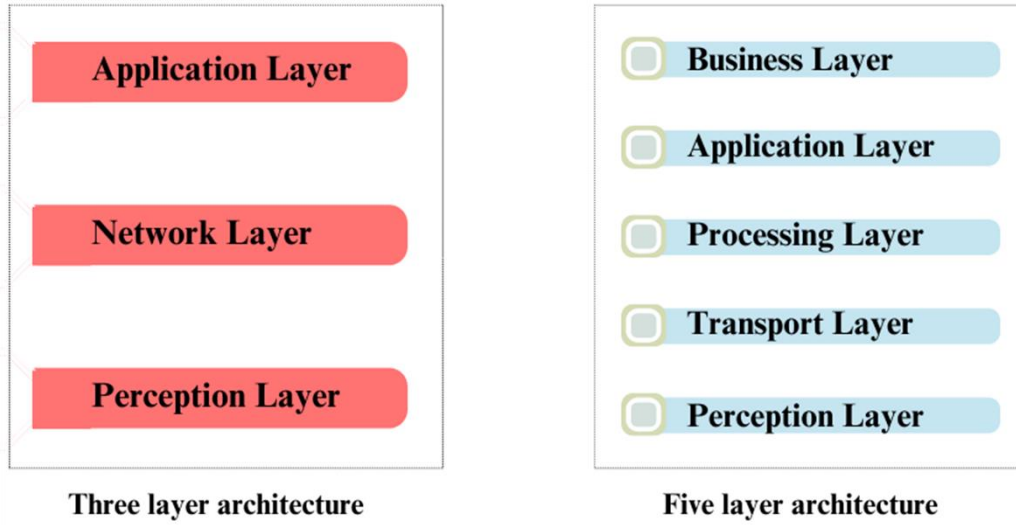 Application Layer
Network Layer
Perception Layer
Three layer architecture
Business Layer
Application Layer
Processing Layer
Transport Layer
Perception Layer
Five layer architecture